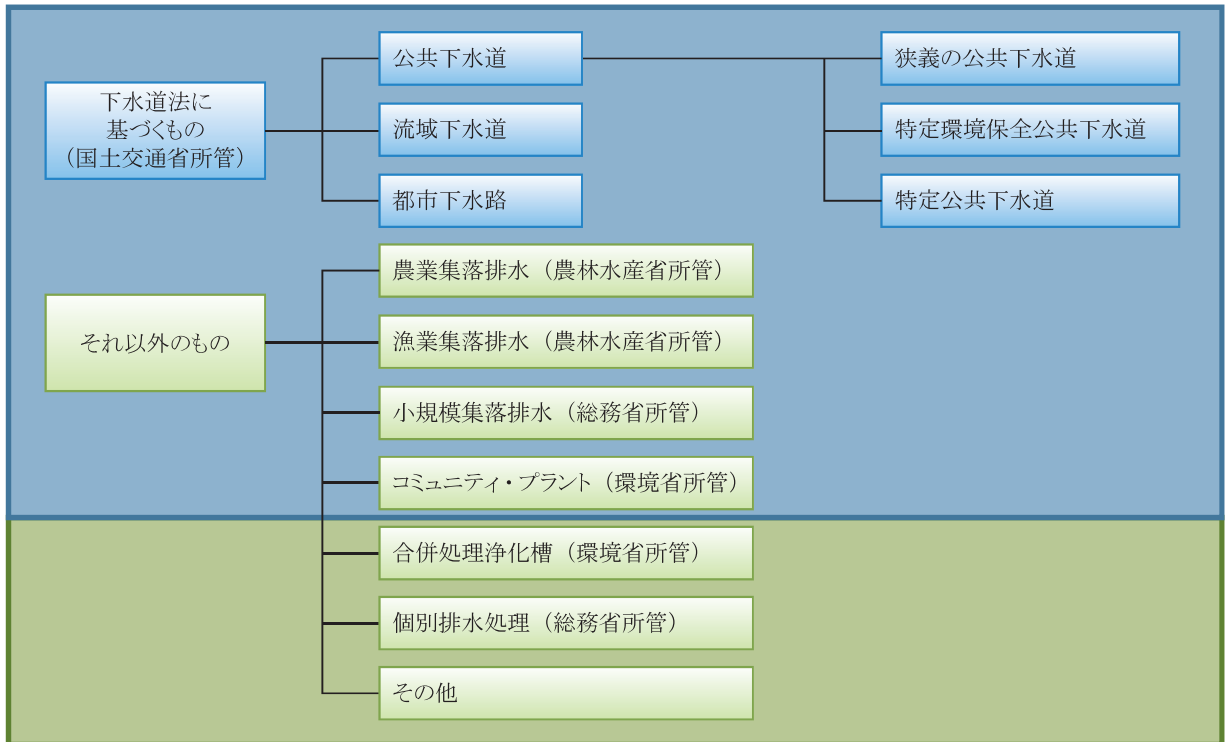 下水道法に
基づくもの
（国土交通省所管）
公共下水道
流域下水道
都市下水路
狭義の公共下水道
特定環境保全公共下水道
特定公共下水道
それ以外のもの
農業集落排水（農林水産省所管）
漁業集落排水（農林水産省所管）
小規模集落排水（総務省所管）
コミュニティ・プラント（環境省所管）
合併処理浄化槽（環境省所管）
個別排水処理（総務省所管）
その他